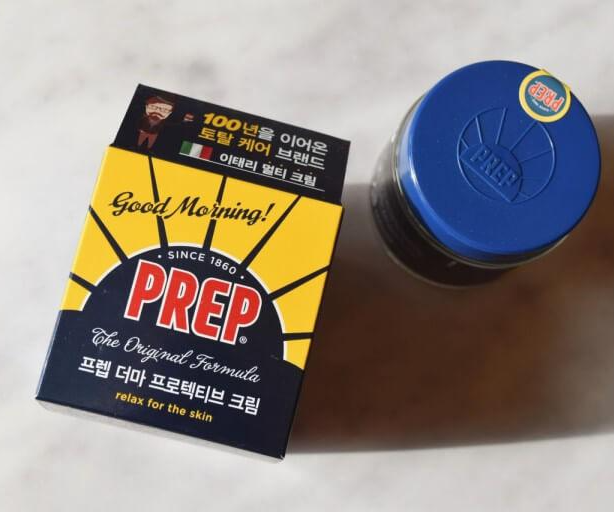 100년을 이어온
토탈 케어 브랜드
이태리 멀티 크림
Good Morning!
SINCE 1860
PREP®
The Original Formula
프렙 더마 프로텍티브 크림
relax for the skin
PREP
PREP